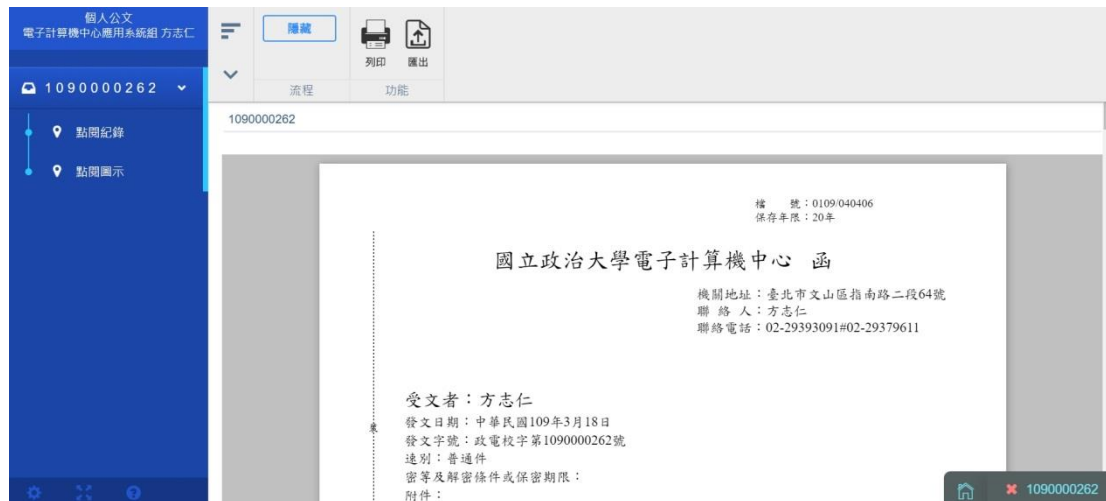 個人公文
電子計算機中心應用系統組 方志仁
1090000262
點閱紀錄
點閱圖示
隱藏
列印
匯出
流程
功能
1090000262
檔　　號：0109/040406
保存年限：20年
國立政治大學電子計算機中心　函
機關地址：臺北市文山區指南路二段64號
聯 絡 人：方志仁
聯絡電話：02-29393091#02-29379611
受文者：方志仁
發文日期：中華民國109年3月18日
發文字號：政電校字第1090000262號
速別：普通件
密等及解密條件或保密期限：
附件：
1090000262